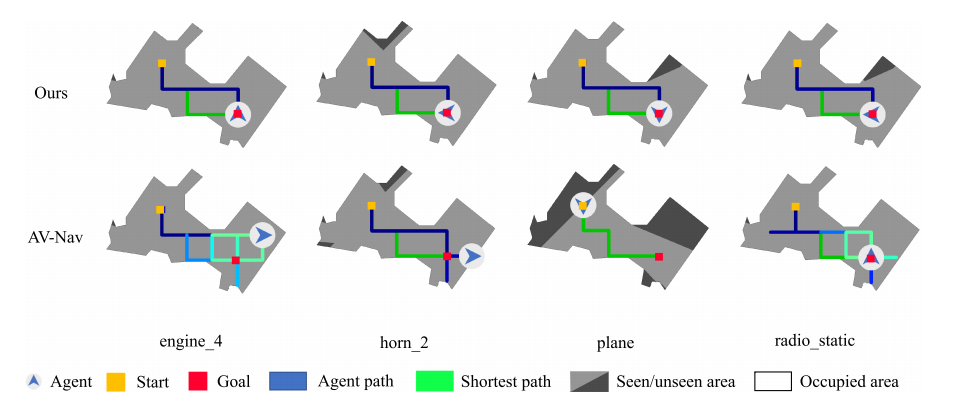 Ours
AV-Nav
engine_4 horn_2 plane radio_static
Agent Start Goal Agent path Shortest path Seen/unseen area Occupied area